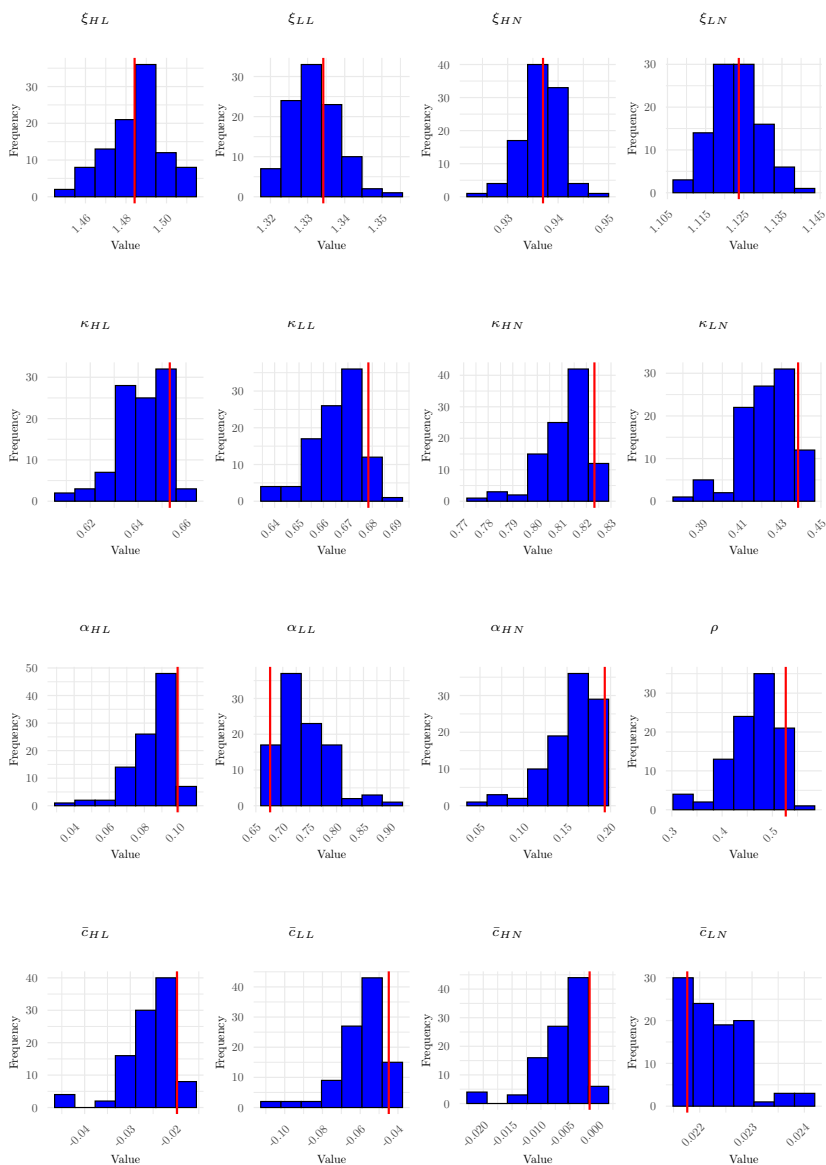 ξHL ξLL ξHN ξLN
Frequency 0 10 20 30 1.46 1.48 1.50 Value
Frequency 0 10 20 30 1.32 1.33 1.34 1.35 Value
Frequency 0 10 20 30 40 0.93 0.94 0.95 Value
Frequency 0 10 20 30 1.105 1.115 1.125 1.135 1.145 Value
κHL κLL κHN κLN
Frequency 0 10 20 30 0.62 0.64 0.66 Value
Frequency 0 10 20 30 0.64 0.65 0.66 0.67 0.68 0.69 Value
Frequency 0 10 20 30 40 0.77 0.78 0.79 0.80 0.81 0.82 0.83 Value
Frequency 0 10 20 30 0.39 0.41 0.43 0.45 Value
αHL αLL αHN ρ
Frequency 0 10 20 30 40 50 0.04 0.06 0.08 0.10 Value
Frequency 0 10 20 30 0.65 0.70 0.75 0.80 0.85 0.90 Value
Frequency 0 10 20 30 0.05 0.10 0.15 0.20 Value
Frequency 0 10 20 30 0.3 0.4 0.5 Value
c̄HL c̄LL c̄HN c̄LN
Frequency 0 10 20 30 40 -0.04 -0.03 -0.02 Value
Frequency 0 10 20 30 40 -0.10 -0.08 -0.06 -0.04 Value
Frequency 0 10 20 30 40 -0.020 -0.015 -0.010 -0.005 0.000 Value
Frequency 0 10 20 30 0.022 0.023 0.024 Value